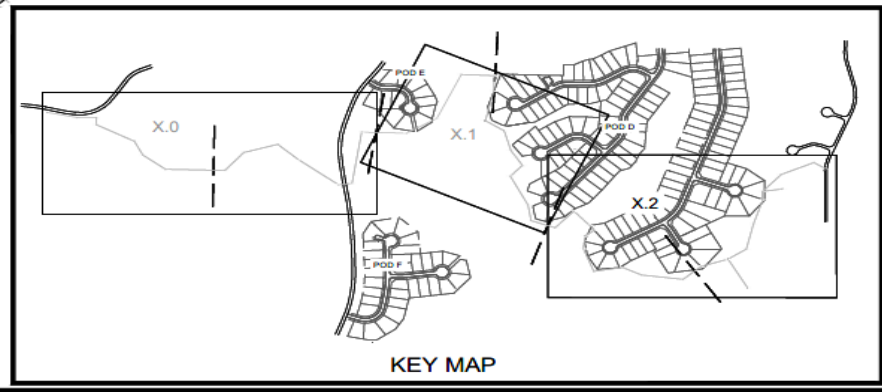 POD E
X.0
X.1
POD D
X.2
POD F
KEY MAP